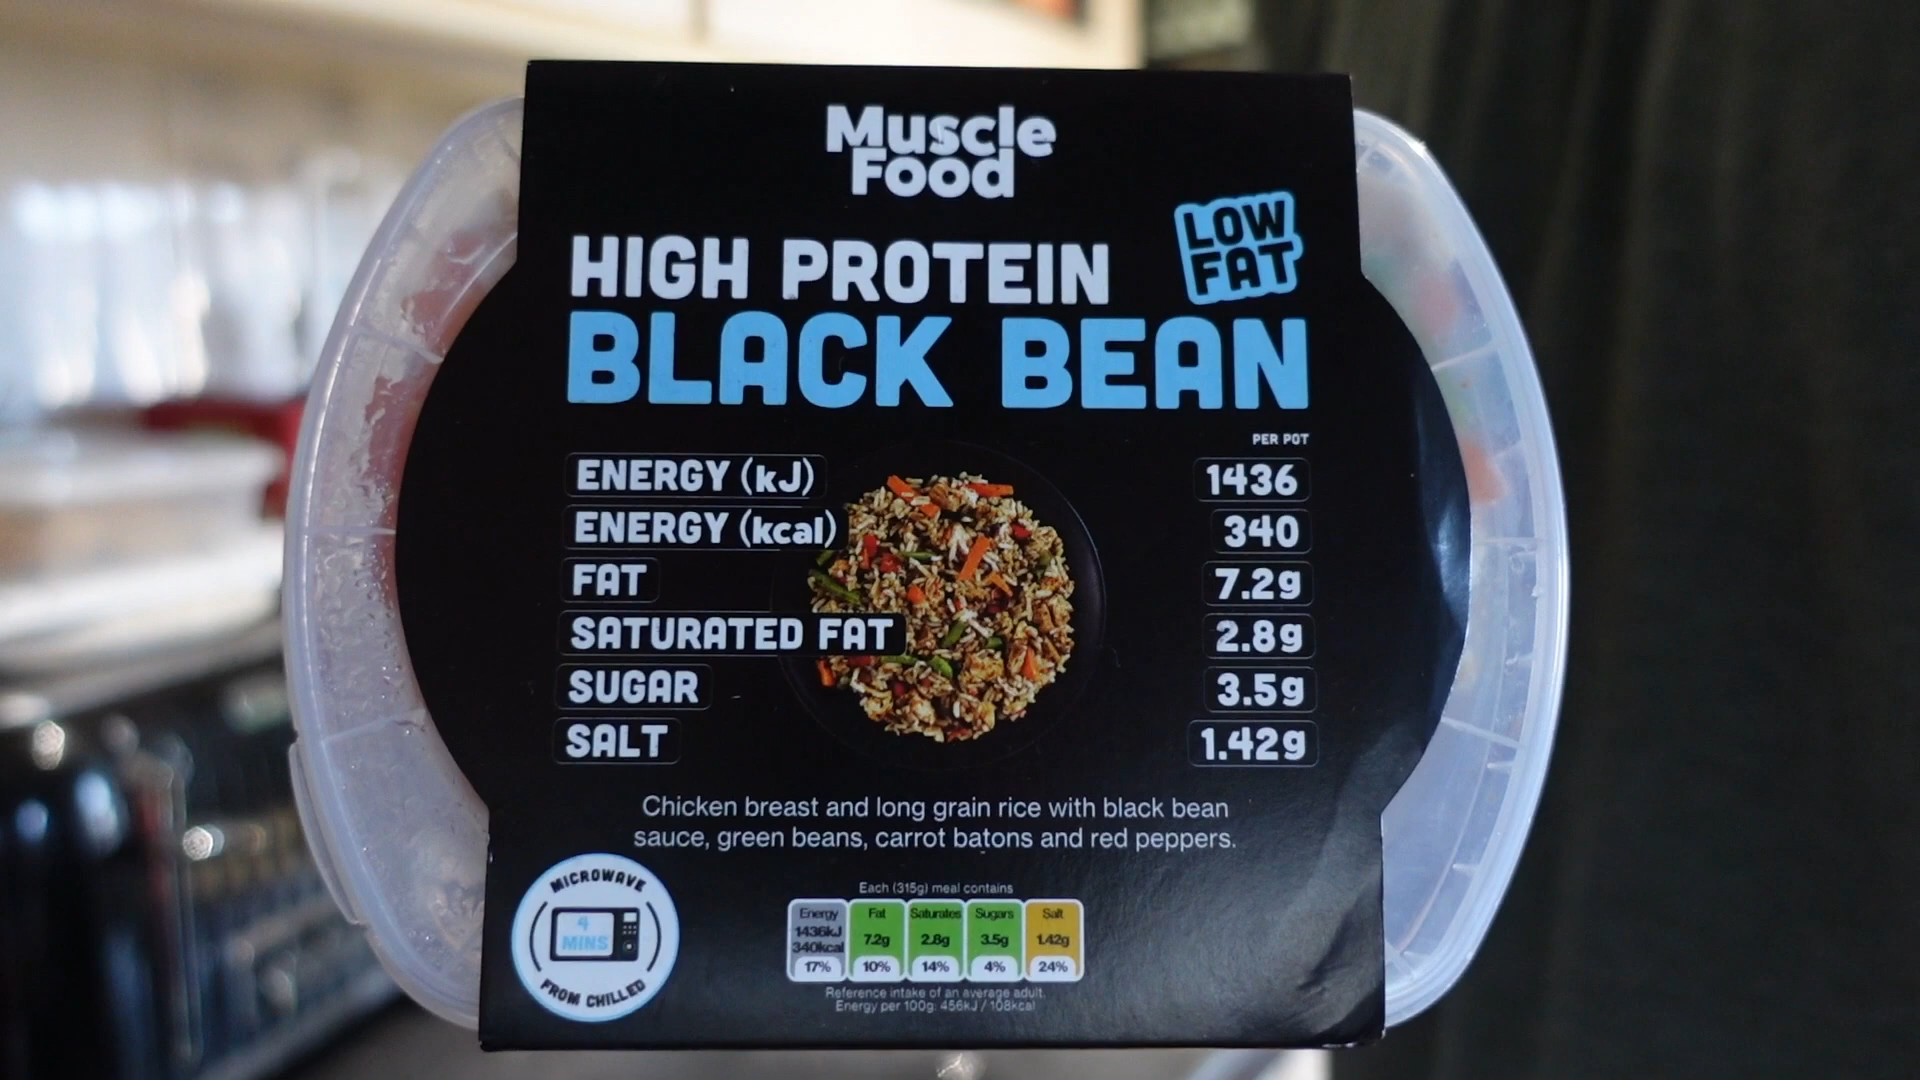 Muscle
Food
LOW
FAT
HIGH PROTEIN
BLACK BEAN
PER POT
ENERGY (kJ) 1436
ENERGY (kcal) 340
FAT 7.2g
SATURATED FAT 2.8g
SUGAR 3.5g
SALT 1.42g
Chicken breast and long grain rice with black bean
sauce, green beans, carrot batons and red peppers.
MICROWAVE
4
MINS
FROM CHILLED
Each (315g) meal contains
Energy Fat Saturates Sugars Salt
1436kJ
340kcal 7.2g 2.8g 3.5g 1.42g
17% 10% 14% 4% 24%
Reference intake of an average adult.
Energy per 100g: 456kJ / 108kcal